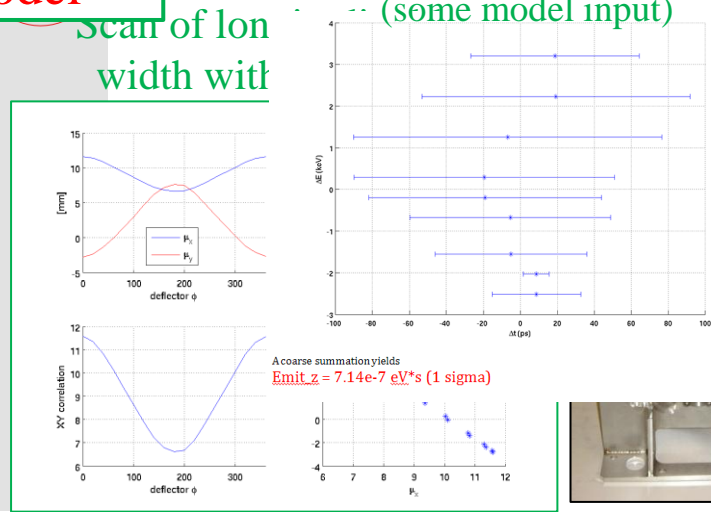 Scan of lon
(some model input)
width with
15
10
5
0
-5
[mm]
μx
μy
0 100 200 300
deflector ϕ
4
3
2
1
0
-1
-2
-3
ΔE (keV)
-100 -80 -60 -40 -20 0 20 40 60 80 100
Δt (ps)
A coarse summation yields
Emit_z = 7.14e-7 eV*s (1 sigma)
12
11
10
9
8
7
6
XY correlation
0 100 200 300
deflector ϕ
0
-2
-4
6 7 8 9 10 11 12
μx